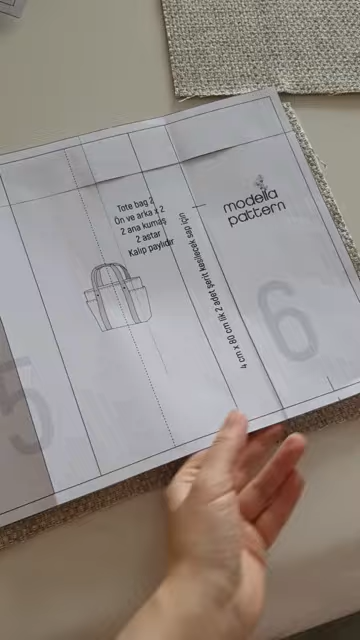 Tote bag 2
Ön ve arka x 2
2 ana kumaş
2 astar
Kalıp paylıdır
4 cm x 80 cm lik 2 adet şerit kesilecek sap için
modella
pattern
5
6